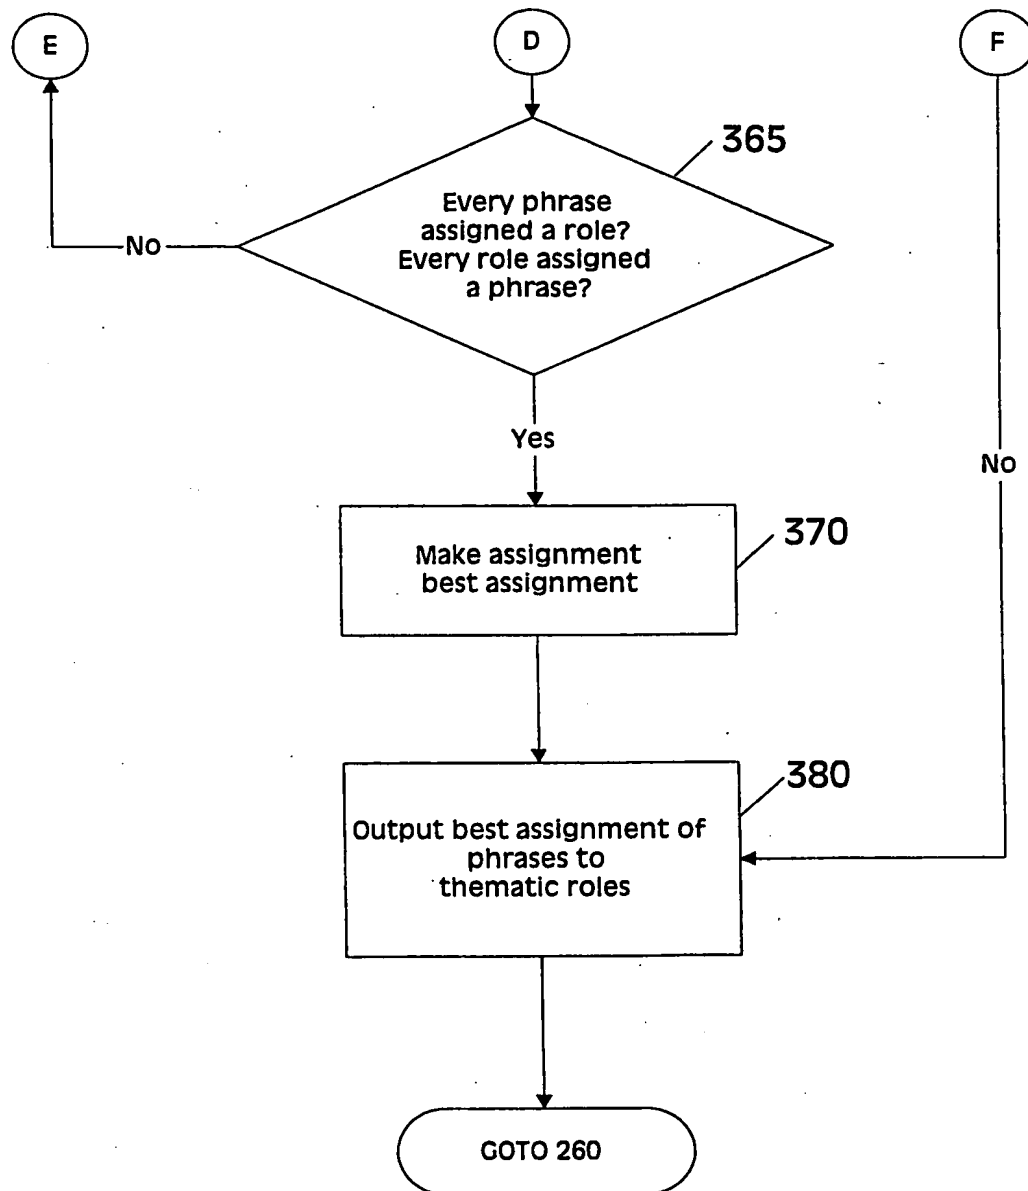 E
D
F
365
Every phrase
assigned a role?
Every role assigned
a phrase?
No
Yes
No
370
Make assignment
best assignment
380
Output best assignment of
phrases to
thematic roles
GOTO 260